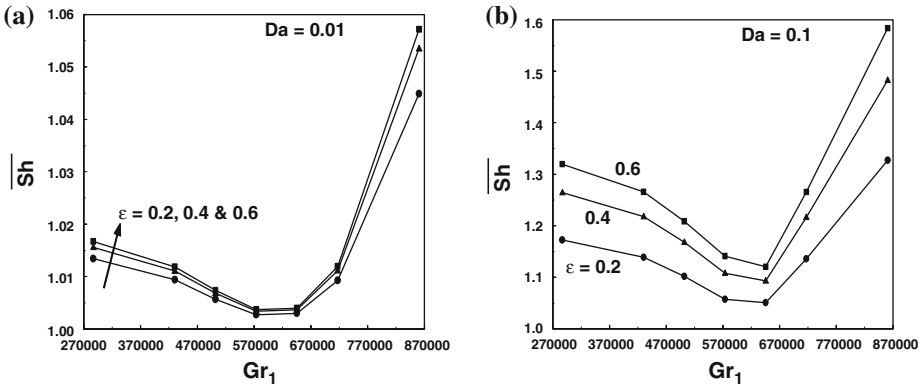 (a)
Da = 0.01
1.06
1.05
1.04
1.03
1.02
1.01
1.00
Sh
ε = 0.2, 0.4 & 0.6
270000 370000 470000 570000 670000 770000 870000
Gr1
(b)
Da = 0.1
1.6
1.5
1.4
1.3
1.2
1.1
1.0
Sh
0.6
0.4
ε = 0.2
270000 370000 470000 570000 670000 770000 870000
Gr1